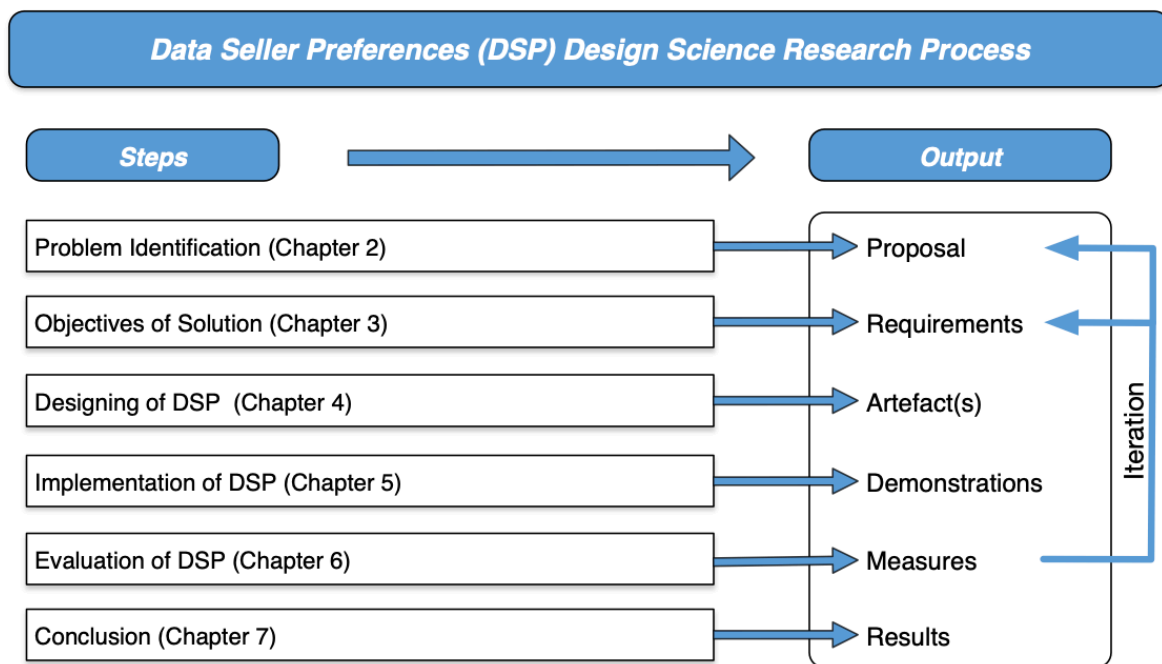 Data Seller Preferences (DSP) Design Science Research Process
Steps
Output
Problem Identification (Chapter 2)
Proposal
Objectives of Solution (Chapter 3)
Requirements
Designing of DSP (Chapter 4)
Artefact(s)
Implementation of DSP (Chapter 5)
Demonstrations
Evaluation of DSP (Chapter 6)
Measures
Conclusion (Chapter 7)
Results
Iteration